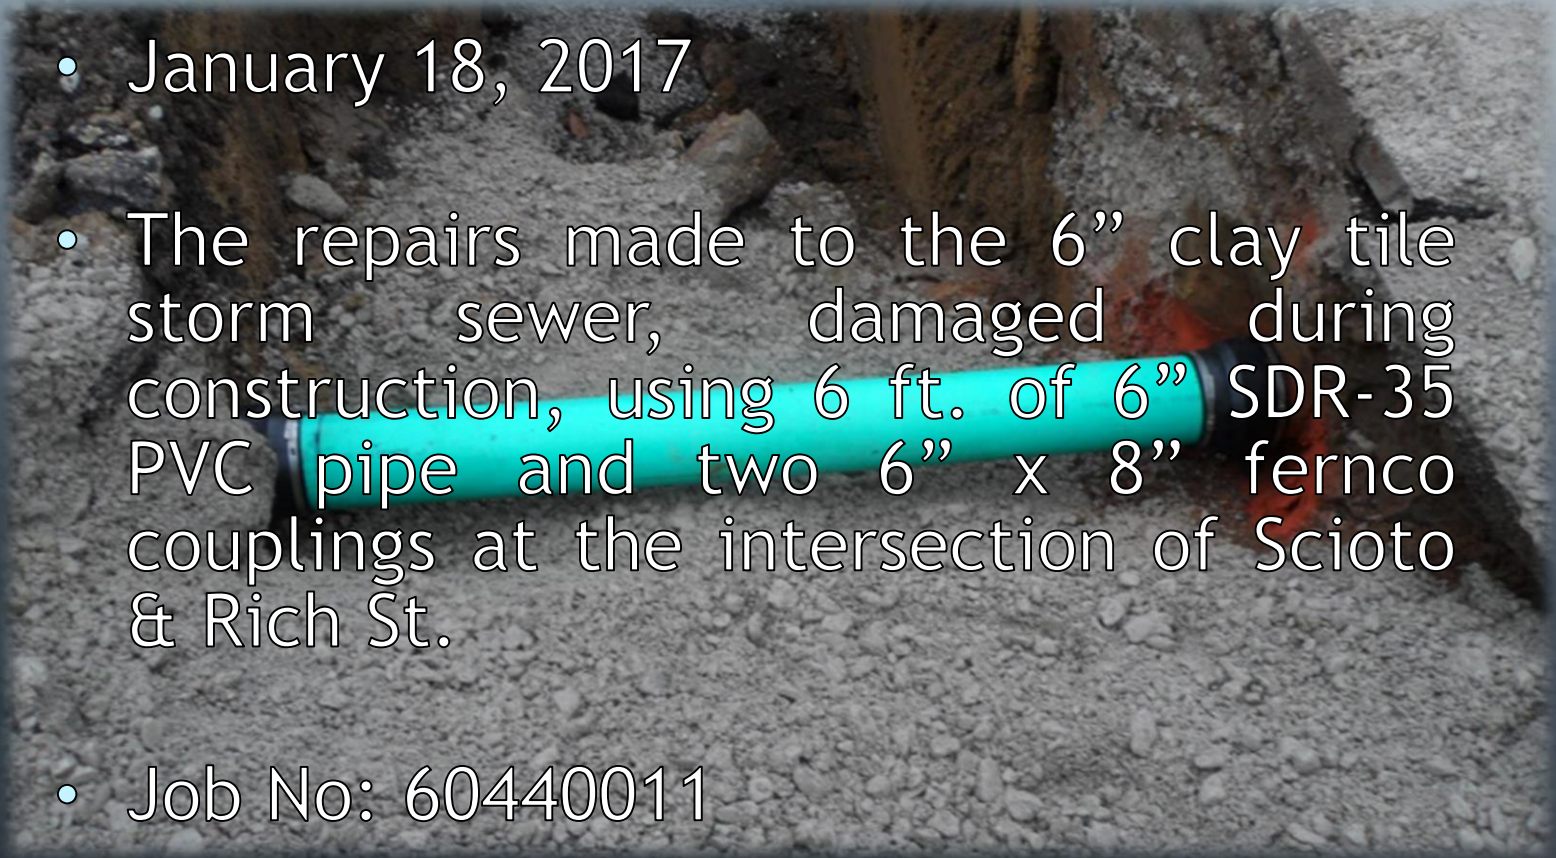 • January 18, 2017
• The repairs made to the 6” clay tile
storm sewer, damaged during
construction, using 6 ft. of 6” SDR-35
PVC pipe and two 6” x 8” fernco
couplings at the intersection of Scioto
& Rich St.
• Job No: 60440011